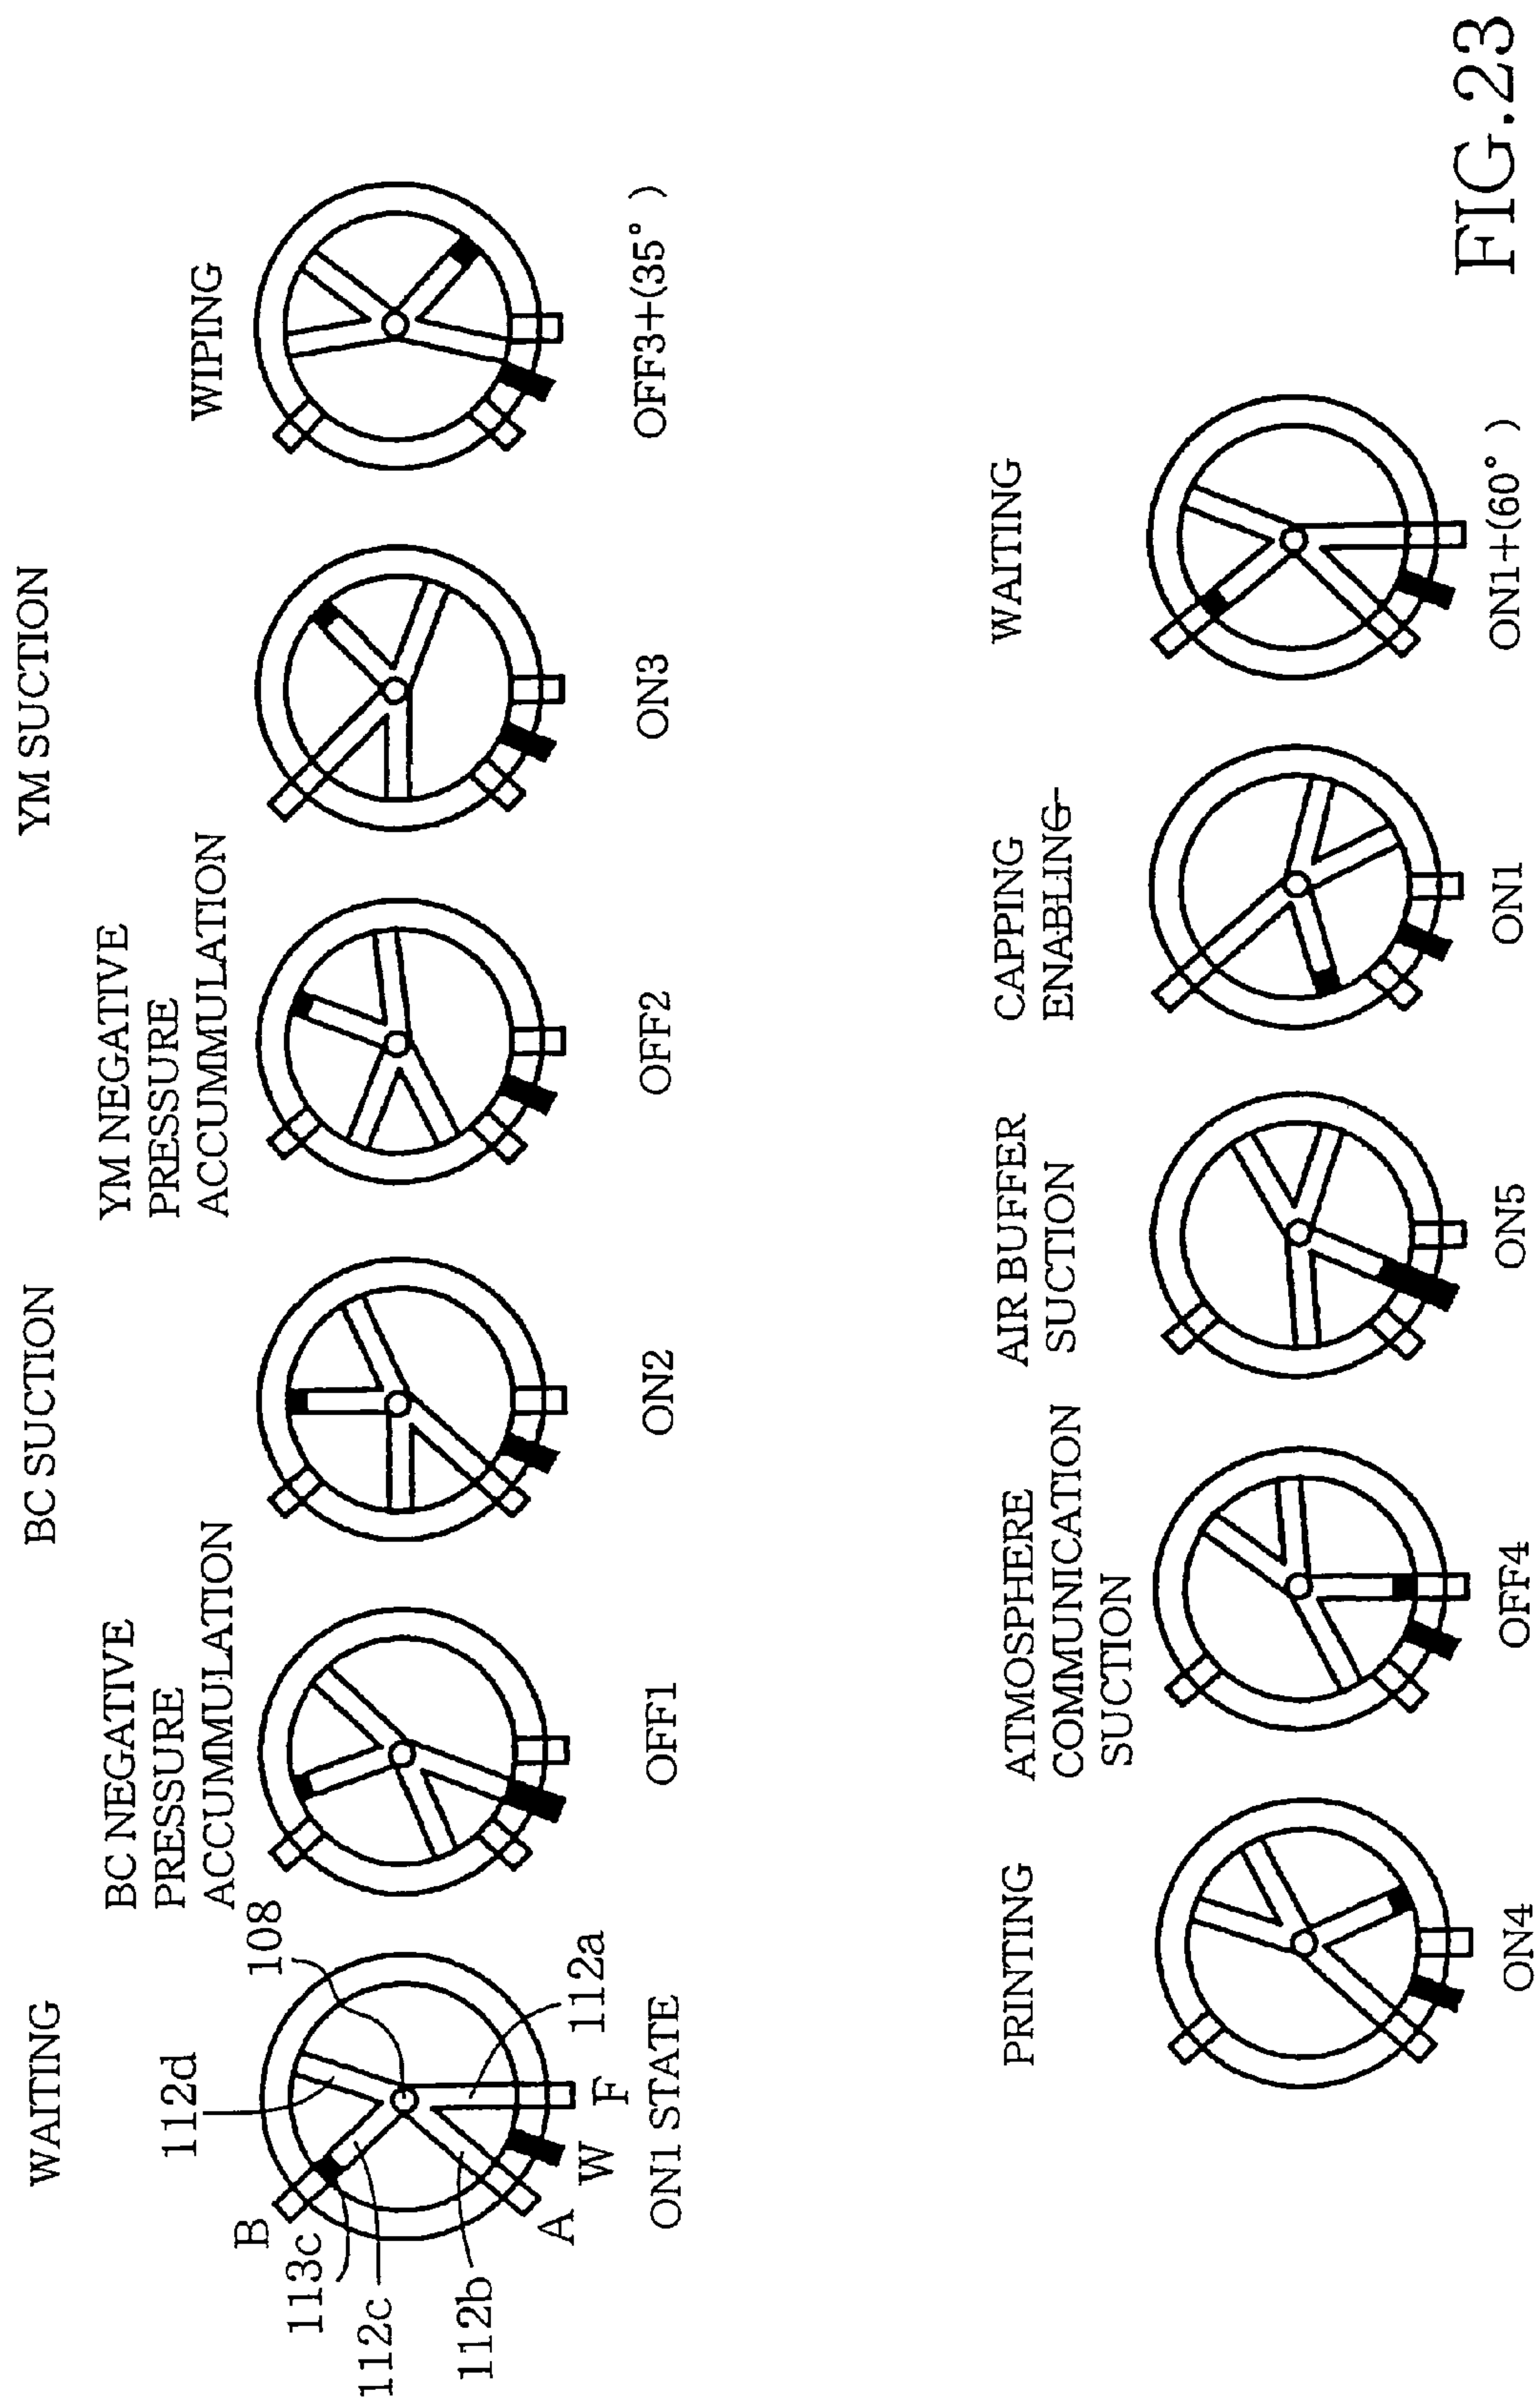 WAITING
112d
108
B
113c
112c
112b
A
W
F
112a
ON1 STATE
BC NEGATIVE
PRESSURE
ACCUMMULATION
OFF1
BC SUCTION
ON2
YM NEGATIVE
PRESSURE
ACCUMMULATION
OFF2
YM SUCTION
ON3
WIPING
OFF3+(35° )
PRINTING
ON4
ATMOSPHERE
COMMUNICATION
SUCTION
OFF4
AIR BUFFER
SUCTION
ON5
CAPPING
ENABLING
ON1
WAITING
ON1+(60° )
FIG.23